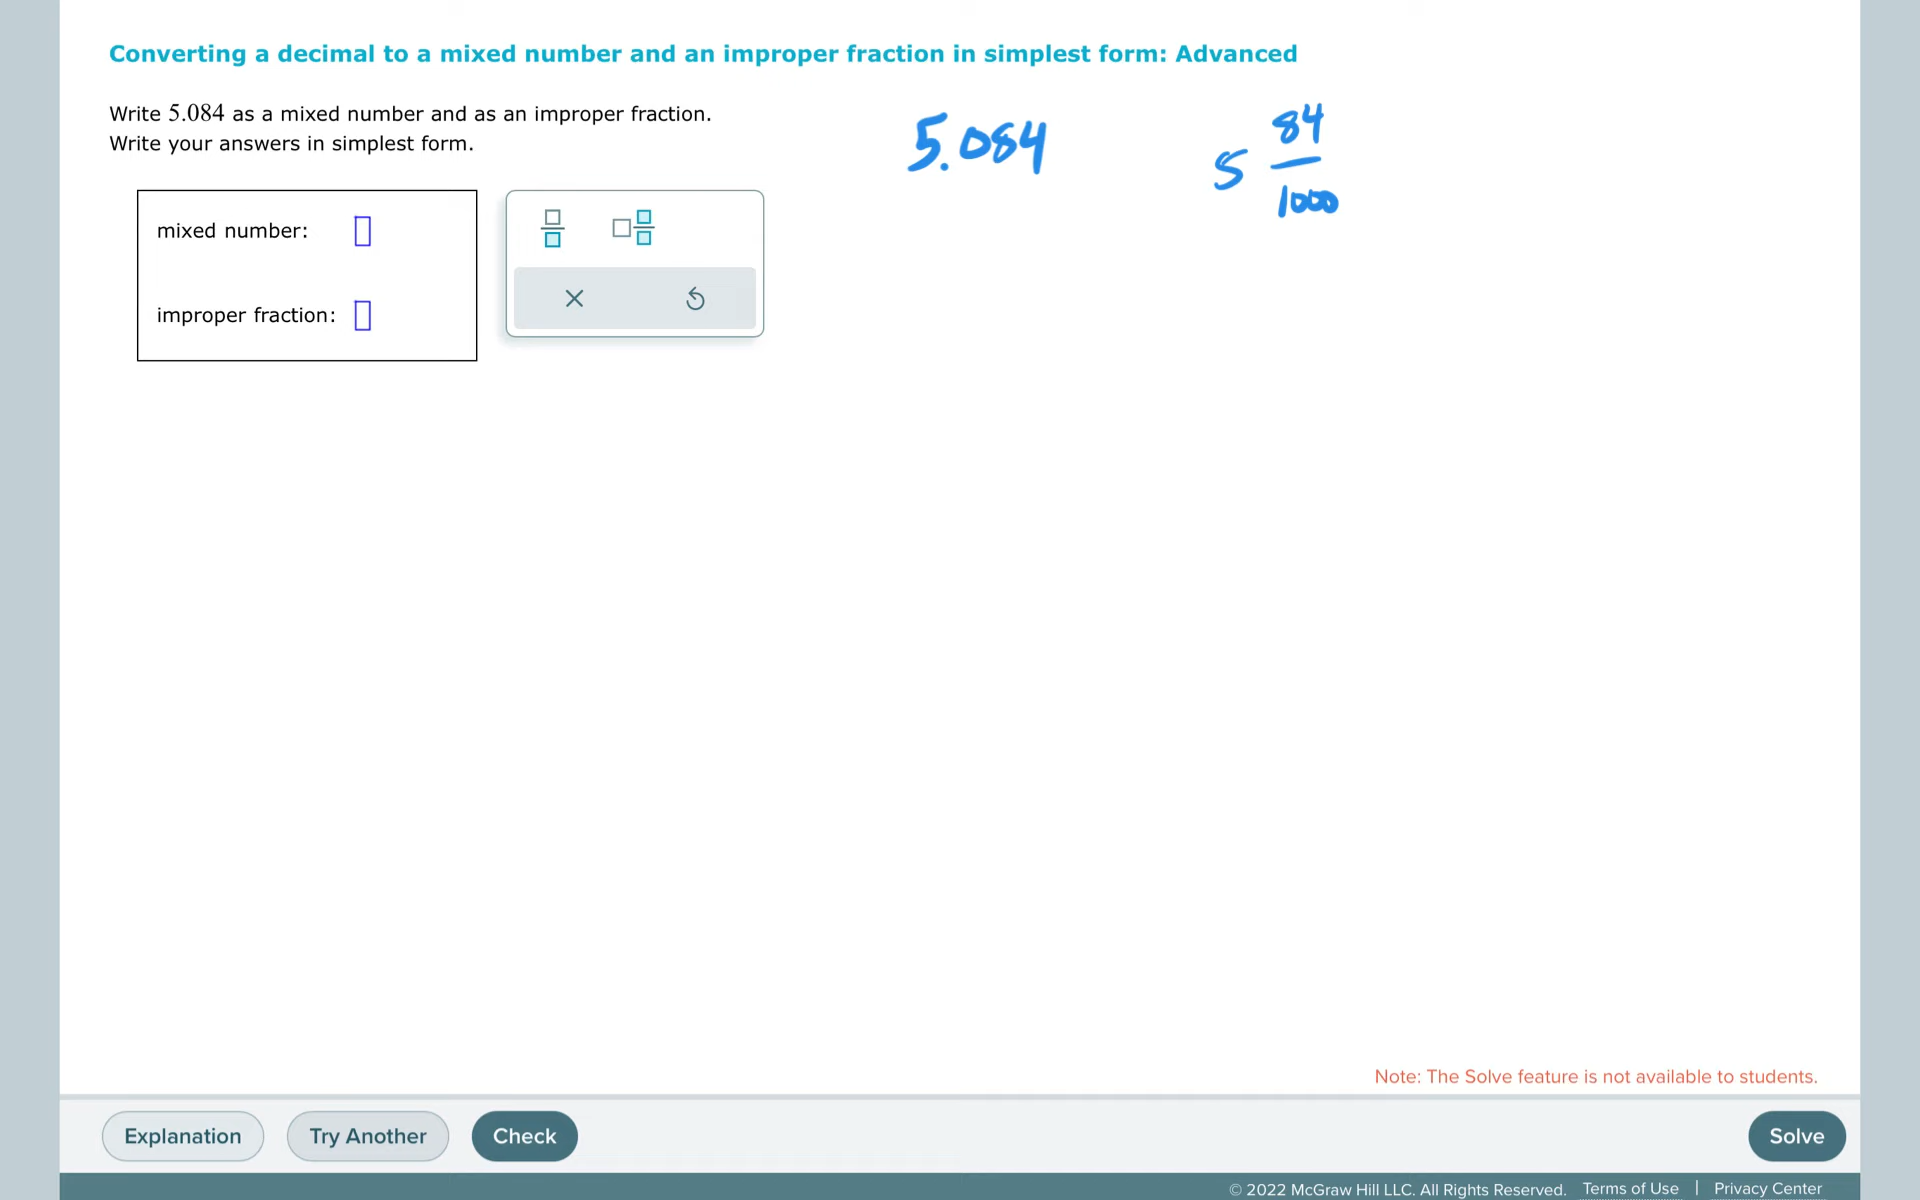 Converting a decimal to a mixed number and an improper fraction in simplest form: Advanced
Write 5.084 as a mixed number and as an improper fraction.
Write your answers in simplest form.
5.084
5 84/1000
mixed number:
improper fraction:
Note: The Solve feature is not available to students.
Explanation
Try Another
Check
Solve
© 2022 McGraw Hill LLC. All Rights Reserved. Terms of Use | Privacy Center